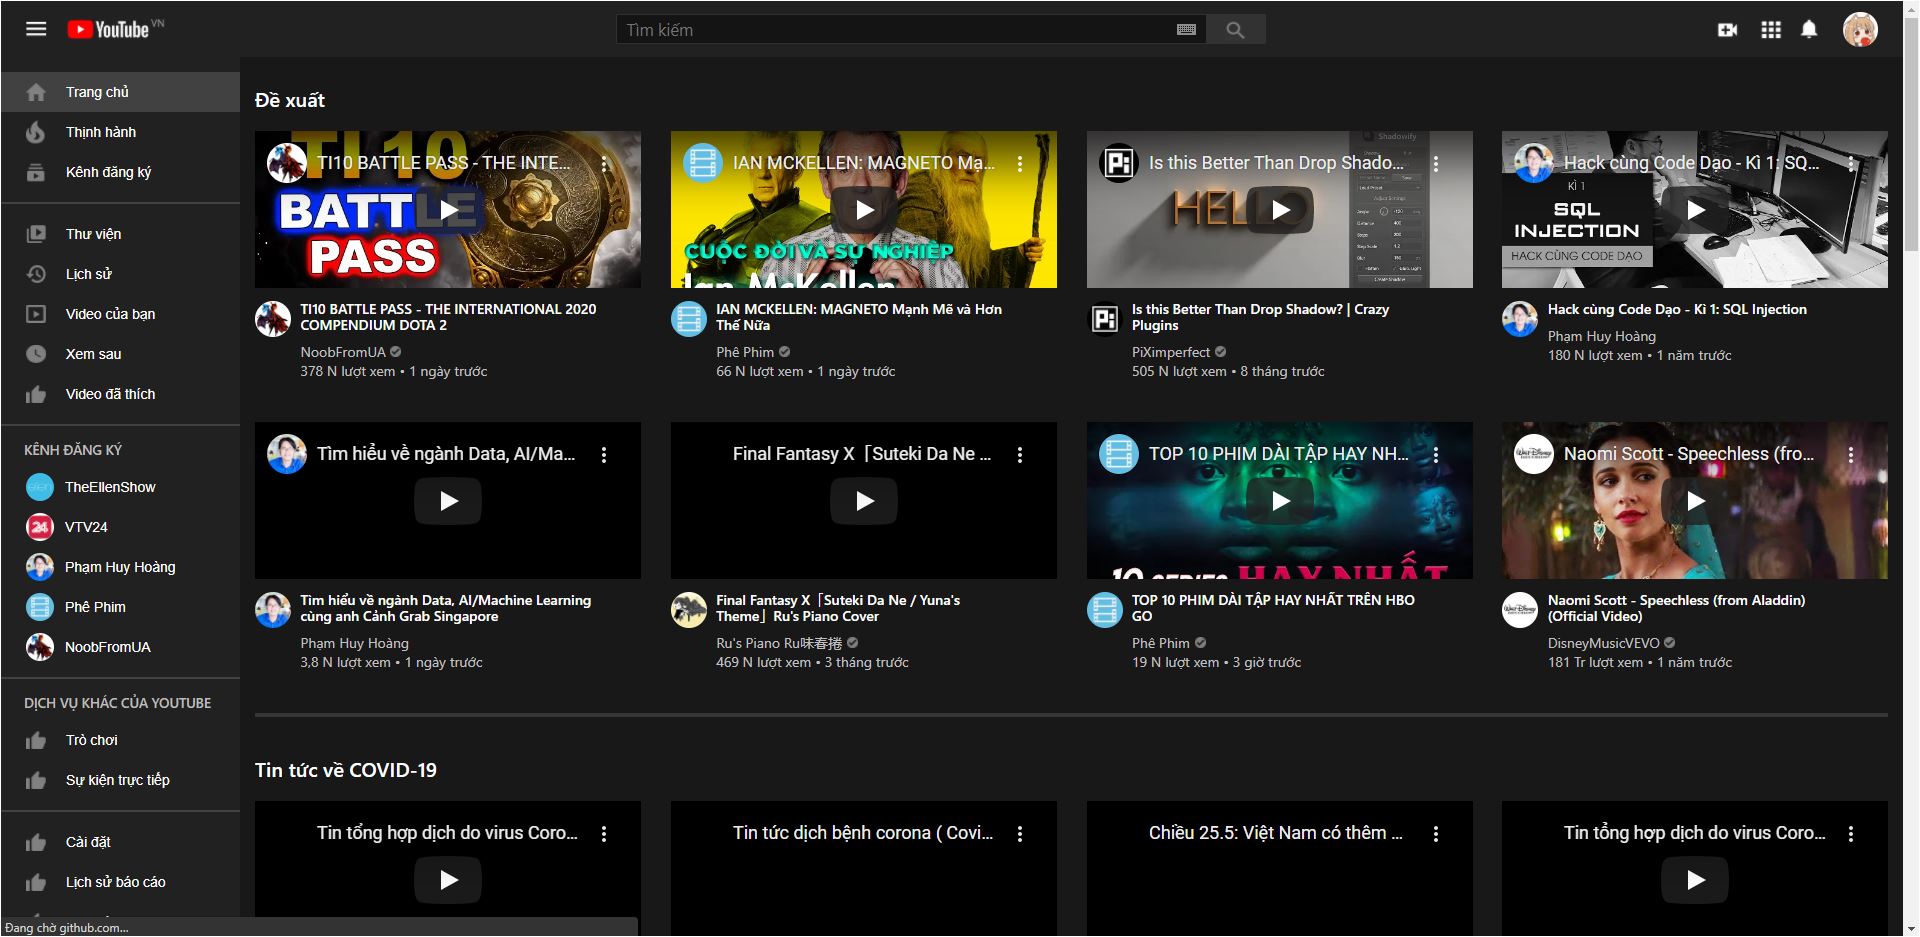 YouTube VN
Tìm kiếm
Trang chủ
Thịnh hành
Kênh đăng ký
Thư viện
Lịch sử
Video của bạn
Xem sau
Video đã thích
KÊNH ĐĂNG KÝ
TheEllenShow
VTV24
Phạm Huy Hoàng
Phê Phim
NoobFromUA
DỊCH VỤ KHÁC CỦA YOUTUBE
Trò chơi
Sự kiện trực tiếp
Cài đặt
Lịch sử báo cáo
Đang chờ github.com...
Đề xuất
TI10 BATTLE PASS - THE INTE...
TI 10
BATTLE
PASS
TI10 BATTLE PASS - THE INTERNATIONAL 2020
COMPENDIUM DOTA 2
NoobFromUA
378 N lượt xem • 1 ngày trước
IAN MCKELLEN: MAGNETO Mạ...
CUỘC ĐỜI VÀ SỰ NGHIỆP
Ian McKellen
IAN MCKELLEN: MAGNETO Mạnh Mẽ và Hơn
Thế Nữa
Phê Phim
66 N lượt xem • 1 ngày trước
Is this Better Than Drop Shado...
Shadowify
HELLO
Is this Better Than Drop Shadow? | Crazy
Plugins
PiXimperfect
505 N lượt xem • 8 tháng trước
Hack cùng Code Dạo - Kì 1: SQ...
KÌ 1
SQL
INJECTION
HACK CÙNG CODE DẠO
Hack cùng Code Dạo - Kì 1: SQL Injection
Phạm Huy Hoàng
180 N lượt xem • 1 năm trước
Tìm hiểu về ngành Data, AI/Ma...
Tìm hiểu về ngành Data, AI/Machine Learning
cùng anh Cảnh Grab Singapore
Phạm Huy Hoàng
3,8 N lượt xem • 1 ngày trước
Final Fantasy X「Suteki Da Ne ...
Final Fantasy X「Suteki Da Ne / Yuna's
Theme」Ru's Piano Cover
Ru's Piano Ru味春捲
469 N lượt xem • 3 tháng trước
TOP 10 PHIM DÀI TẬP HAY NH...
10 SERIES HAY NHẤT
TOP 10 PHIM DÀI TẬP HAY NHẤT TRÊN HBO
GO
Phê Phim
19 N lượt xem • 3 giờ trước
Naomi Scott - Speechless (fro...
Naomi Scott - Speechless (from Aladdin)
(Official Video)
DisneyMusicVEVO
181 Tr lượt xem • 1 năm trước
Tin tức về COVID-19
Tin tổng hợp dịch do virus Coro...
Tin tức dịch bệnh corona ( Covi...
Chiều 25.5: Việt Nam có thêm ...
Tin tổng hợp dịch do virus Coro...